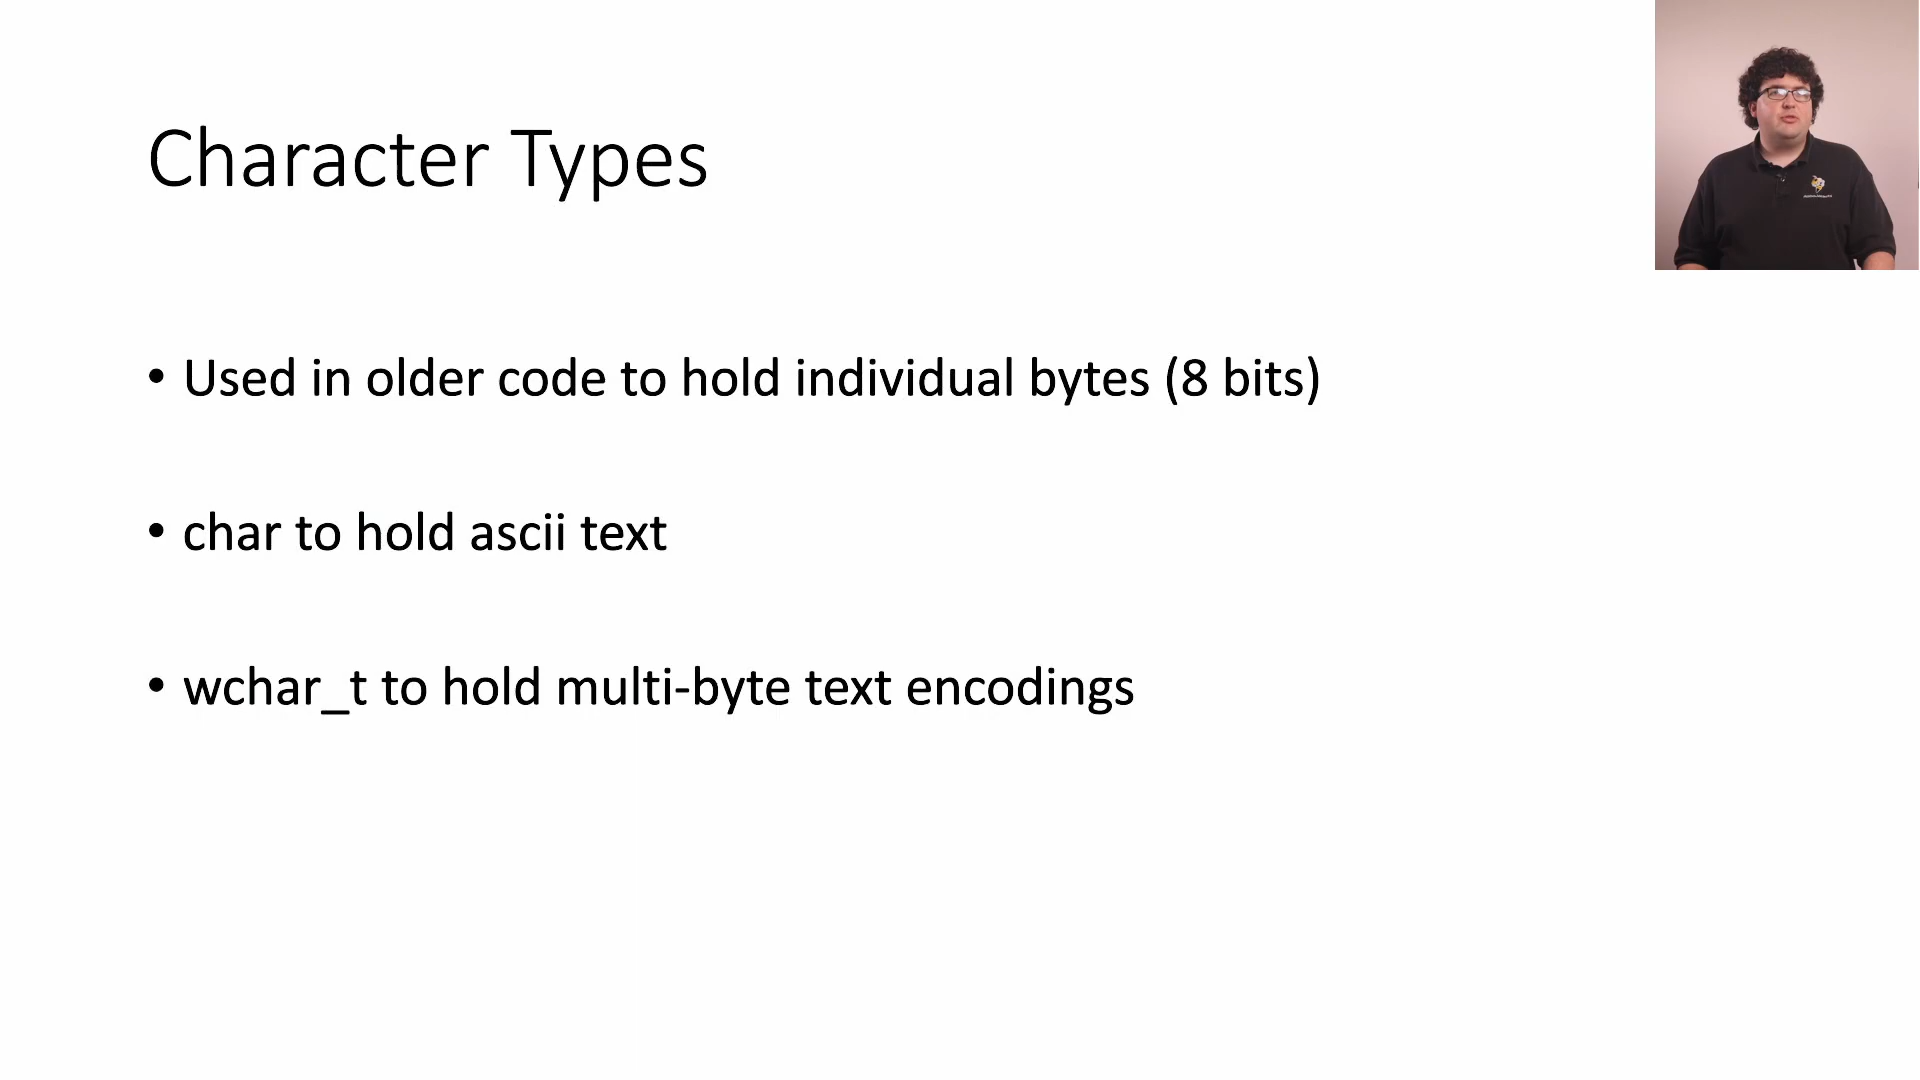 Character Types
• Used in older code to hold individual bytes (8 bits)
• char to hold ascii text
• wchar_t to hold multi-byte text encodings